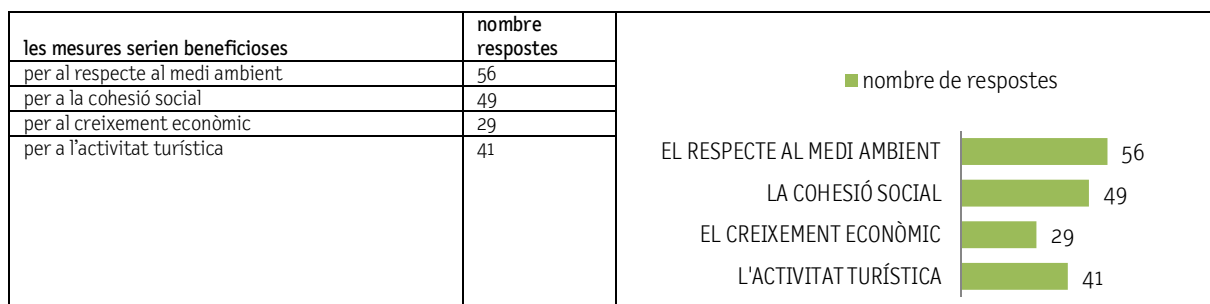 les mesures serien beneficioses
nombre
respostes
per al respecte al medi ambient 56
per a la cohesió social 49
per al creixement econòmic 29
per a l'activitat turística 41
nombre de respostes
EL RESPECTE AL MEDI AMBIENT 56
LA COHESIÓ SOCIAL 49
EL CREIXEMENT ECONÒMIC 29
L'ACTIVITAT TURÍSTICA 41